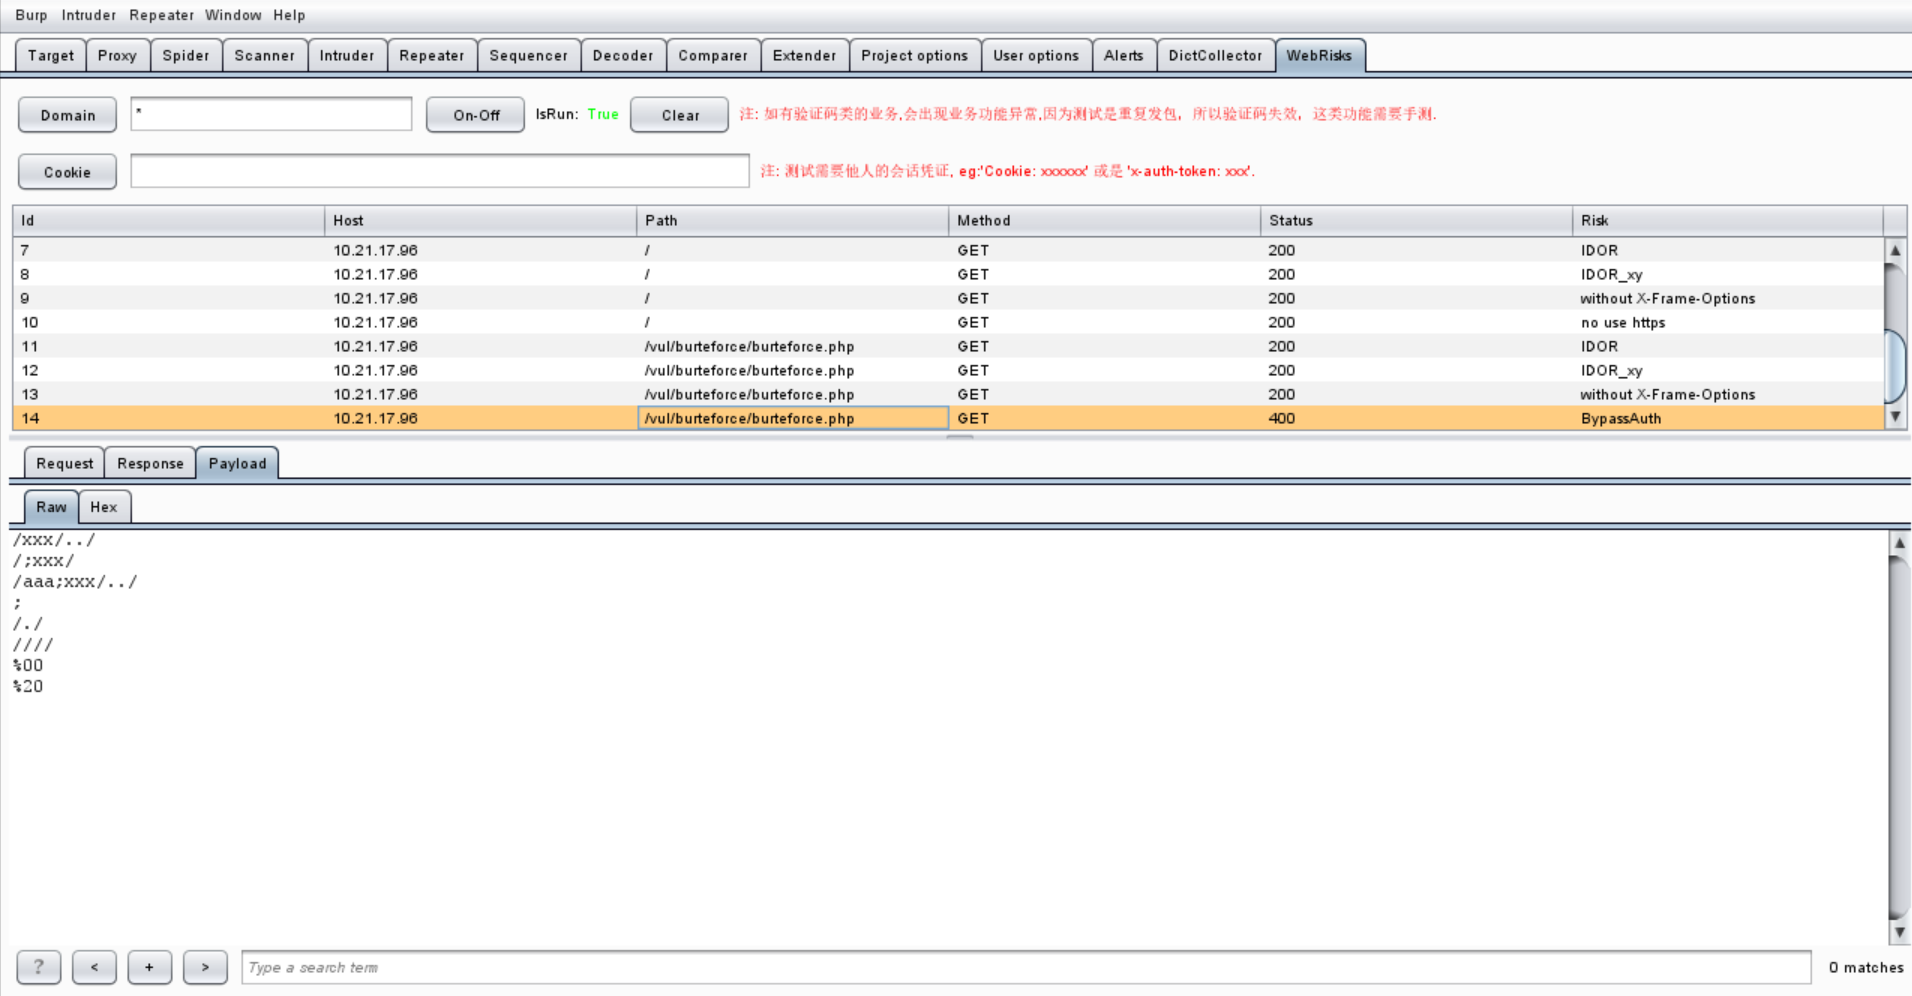 Burp Intruder Repeater Window Help
Target Proxy Spider Scanner Intruder Repeater Sequencer Decoder Comparer Extender Project options User options Alerts DictCollector WebRisks
Domain * On-Off IsRun: True Clear 注: 如有验证码类的业务,会出现业务功能异常,因为测试是重复发包, 所以验证码失效, 这类功能需要手测.
Cookie 注: 测试需要他人的会话凭证, eg:'Cookie: xxxxxx' 或是 'x-auth-token: xxx'.
Id Host Path Method Status Risk
7 10.21.17.96 / GET 200 IDOR
8 10.21.17.96 / GET 200 IDOR_xy
9 10.21.17.96 / GET 200 without X-Frame-Options
10 10.21.17.96 / GET 200 no use https
11 10.21.17.96 /vul/burteforce/burteforce.php GET 200 IDOR
12 10.21.17.96 /vul/burteforce/burteforce.php GET 200 IDOR_xy
13 10.21.17.96 /vul/burteforce/burteforce.php GET 200 without X-Frame-Options
14 10.21.17.96 /vul/burteforce/burteforce.php GET 400 BypassAuth
Request Response Payload
Raw Hex
/xxx/../
/;xxx/
/aaa;xxx/../
;
/./
////
%00
%20
? < + > Type a search term 0 matches